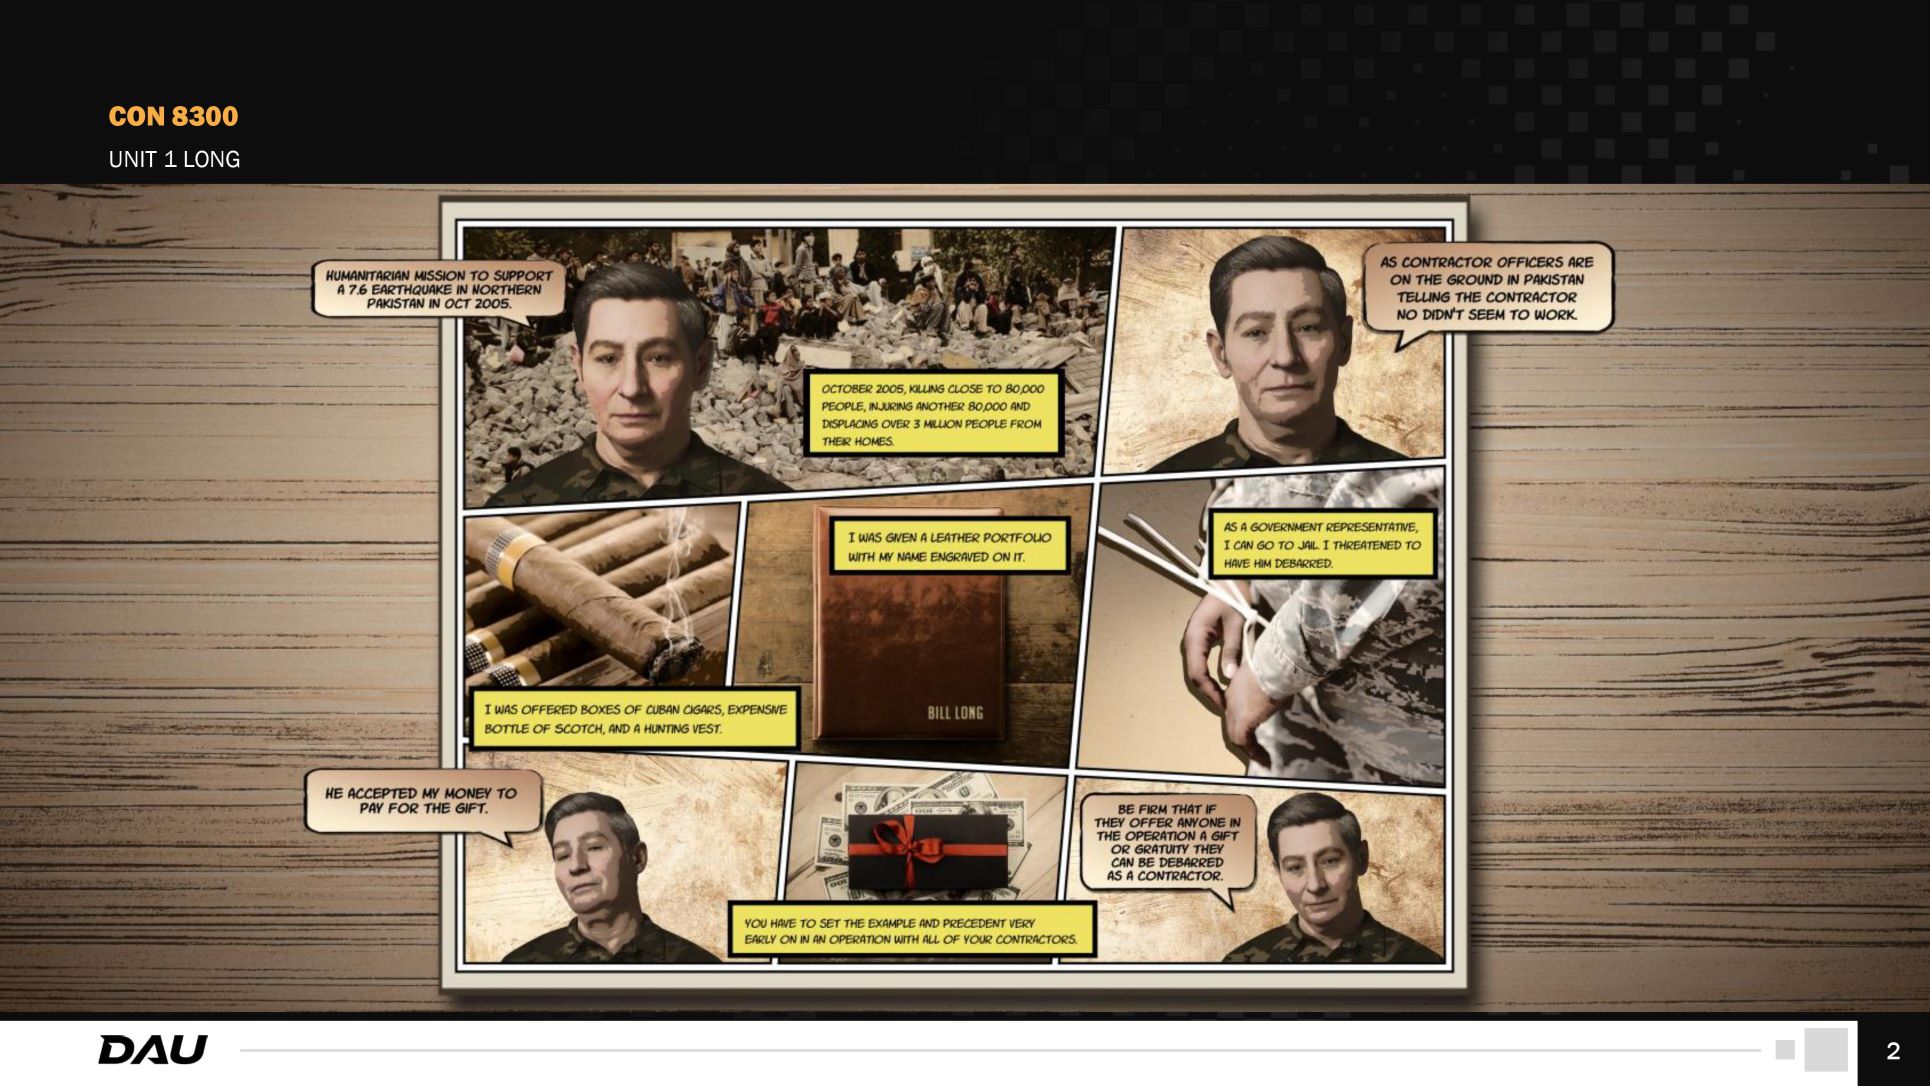 CON 8300
UNIT 1 LONG
HUMANITARIAN MISSION TO SUPPORT
A 7.6 EARTHQUAKE IN NORTHERN
PAKISTAN IN OCT 2005.
OCTOBER 2005, KILLING CLOSE TO 80,000
PEOPLE, INJURING ANOTHER 80,000 AND
DISPLACING OVER 3 MILLION PEOPLE FROM
THEIR HOMES.
AS CONTRACTOR OFFICERS ARE
ON THE GROUND IN PAKISTAN
TELLING THE CONTRACTOR
NO DIDN'T SEEM TO WORK.
I WAS OFFERED BOXES OF CUBAN CIGARS, EXPENSIVE
BOTTLE OF SCOTCH, AND A HUNTING VEST.
I WAS GIVEN A LEATHER PORTFOLIO
WITH MY NAME ENGRAVED ON IT.
BILL LONG
AS A GOVERNMENT REPRESENTATIVE,
I CAN GO TO JAIL. I THREATENED TO
HAVE HIM DEBARRED.
HE ACCEPTED MY MONEY TO
PAY FOR THE GIFT.
YOU HAVE TO SET THE EXAMPLE AND PRECEDENT VERY
EARLY ON IN AN OPERATION WITH ALL OF YOUR CONTRACTORS.
BE FIRM THAT IF
THEY OFFER ANYONE IN
THE OPERATION A GIFT
OR GRATUITY THEY
CAN BE DEBARRED
AS A CONTRACTOR.
DAU
2